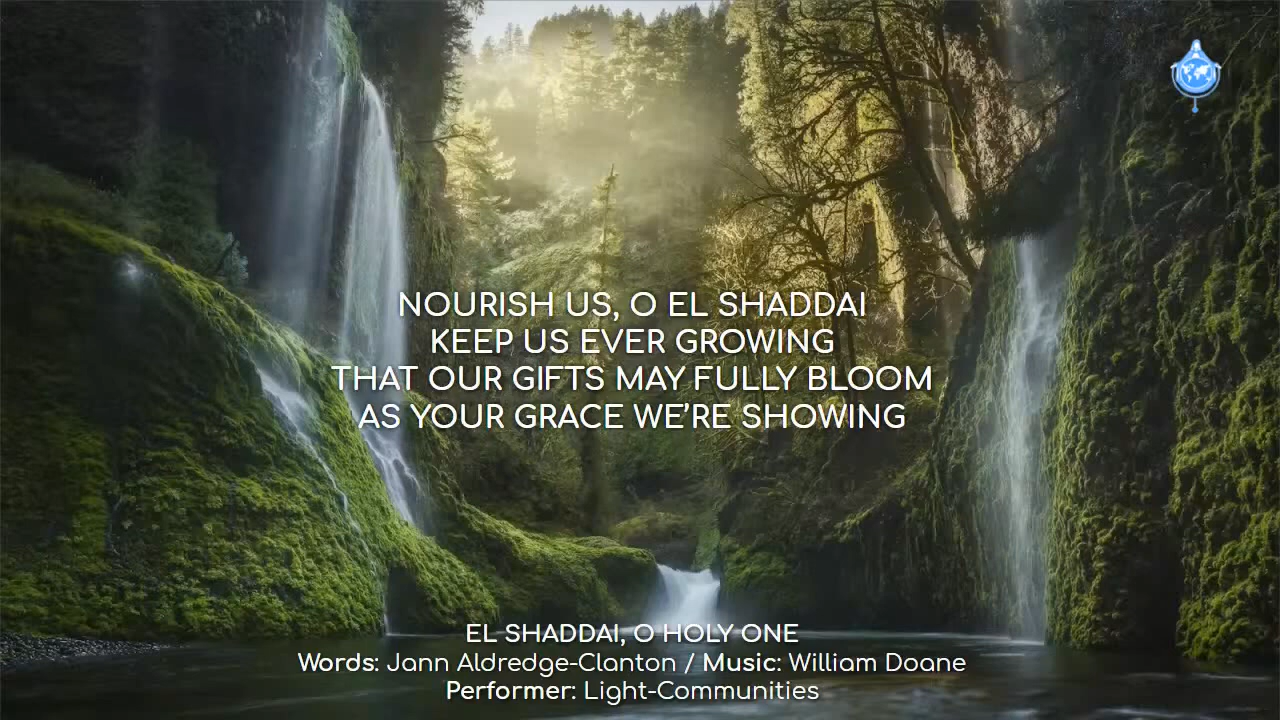 NOURISH US, O EL SHADDAI
KEEP US EVER GROWING
THAT OUR GIFTS MAY FULLY BLOOM
AS YOUR GRACE WE'RE SHOWING
EL SHADDAI, O HOLY ONE
Words: Jann Aldredge-Clanton / Music: William Doane
Performer: Light-Communities